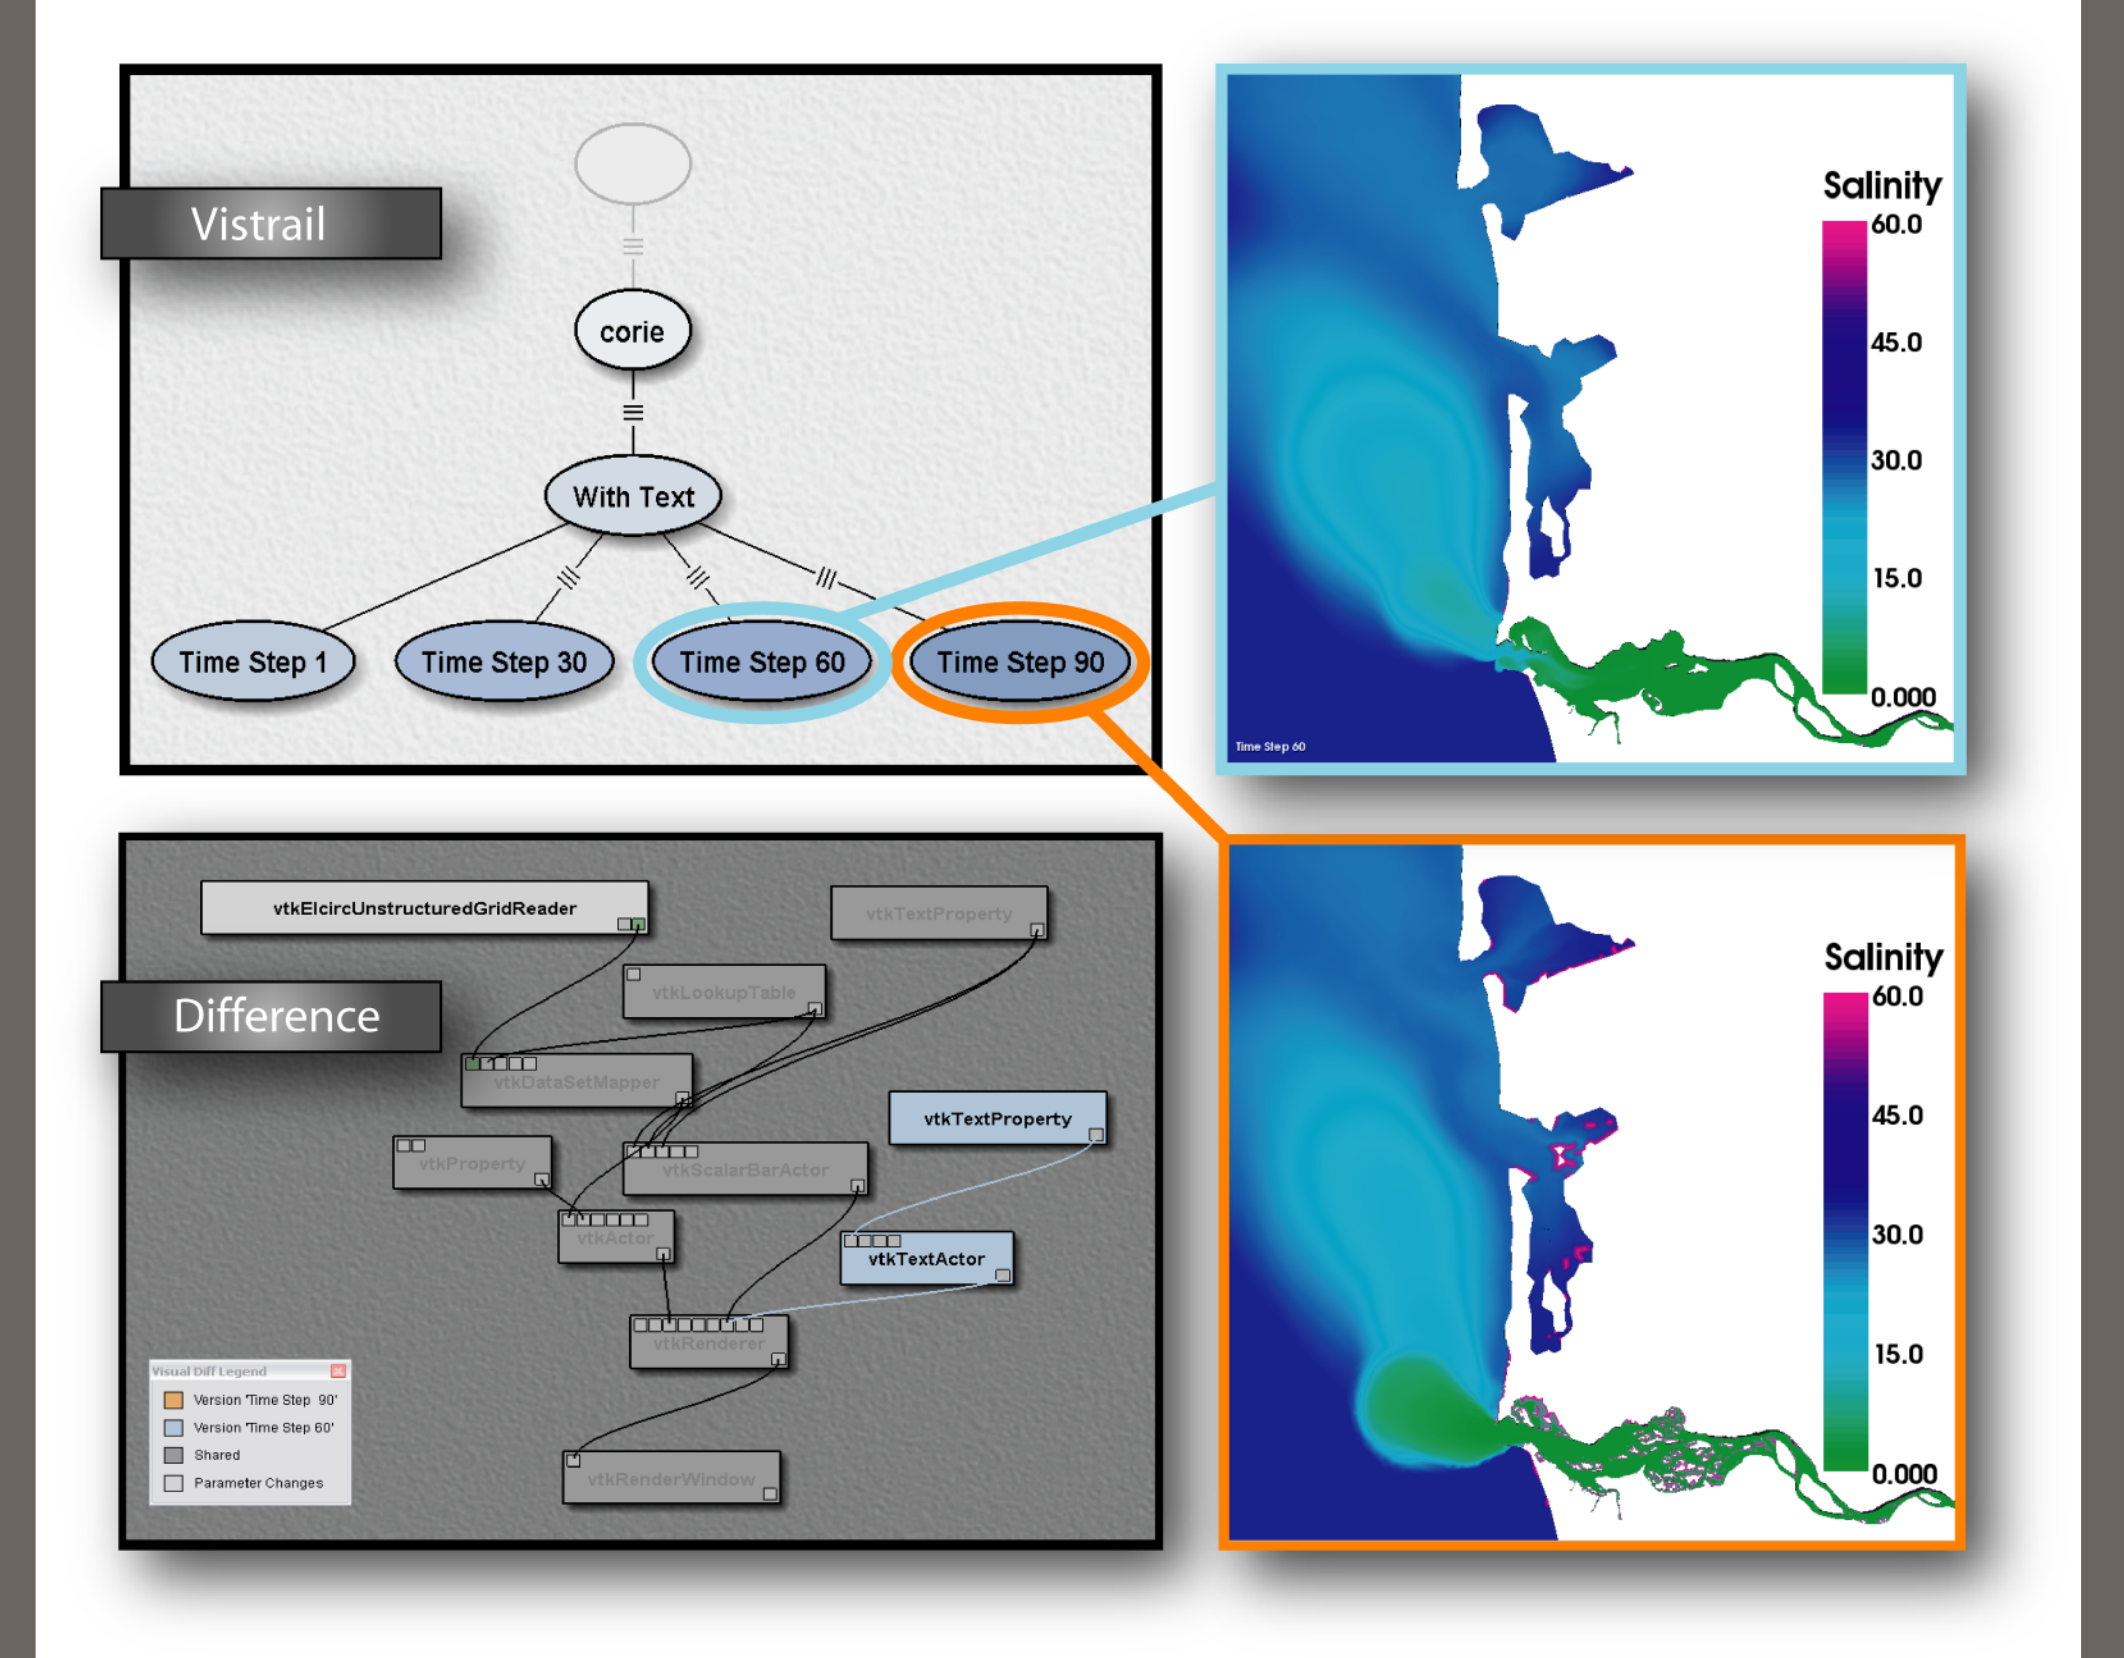 Vistrail
corie
With Text
Time Step 1
Time Step 30
Time Step 60
Time Step 90
Salinity
60.0
45.0
30.0
15.0
0.000
Time Step 60
Difference
vtkElcircUnstructuredGridReader
vtkTextProperty
vtkLookupTable
vtkDataSetMapper
vtkTextProperty
vtkProperty
vtkScalarBarActor
vtkActor
vtkTextActor
vtkRenderer
vtkRenderWindow
Visual Diff Legend
Version 'Time Step 90'
Version 'Time Step 60'
Shared
Parameter Changes
Salinity
60.0
45.0
30.0
15.0
0.000